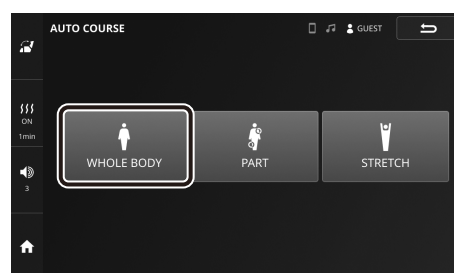 AUTO COURSE
GUEST
ON
1min
3
WHOLE BODY
PART
STRETCH